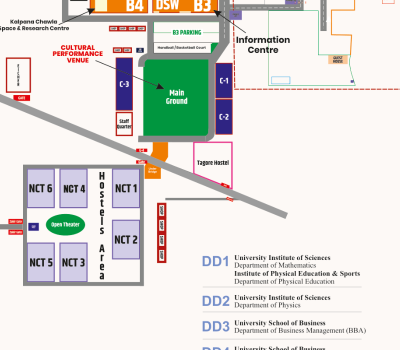 Kalpana Chawla
Space & Research Centre
B4
DSW
B3
B3 PARKING
Handball/Basketball Court
Information
Centre
CULTURAL
PERFORMANCE
VENUE
C-3
Main
Ground
C-1
C-2
Staff
Quarter
Tagore Hostel
NCT 6
NCT 4
NCT 1
Hostels Area
Open Theater
NCT 2
NCT 5
NCT 3
DD1 University Institute of Sciences
Department of Mathematics
Institute of Physical Education & Sports
Department of Physical Education
DD2 University Institute of Sciences
Department of Physics
DD3 University School of Business
Department of Business Management (BBA)